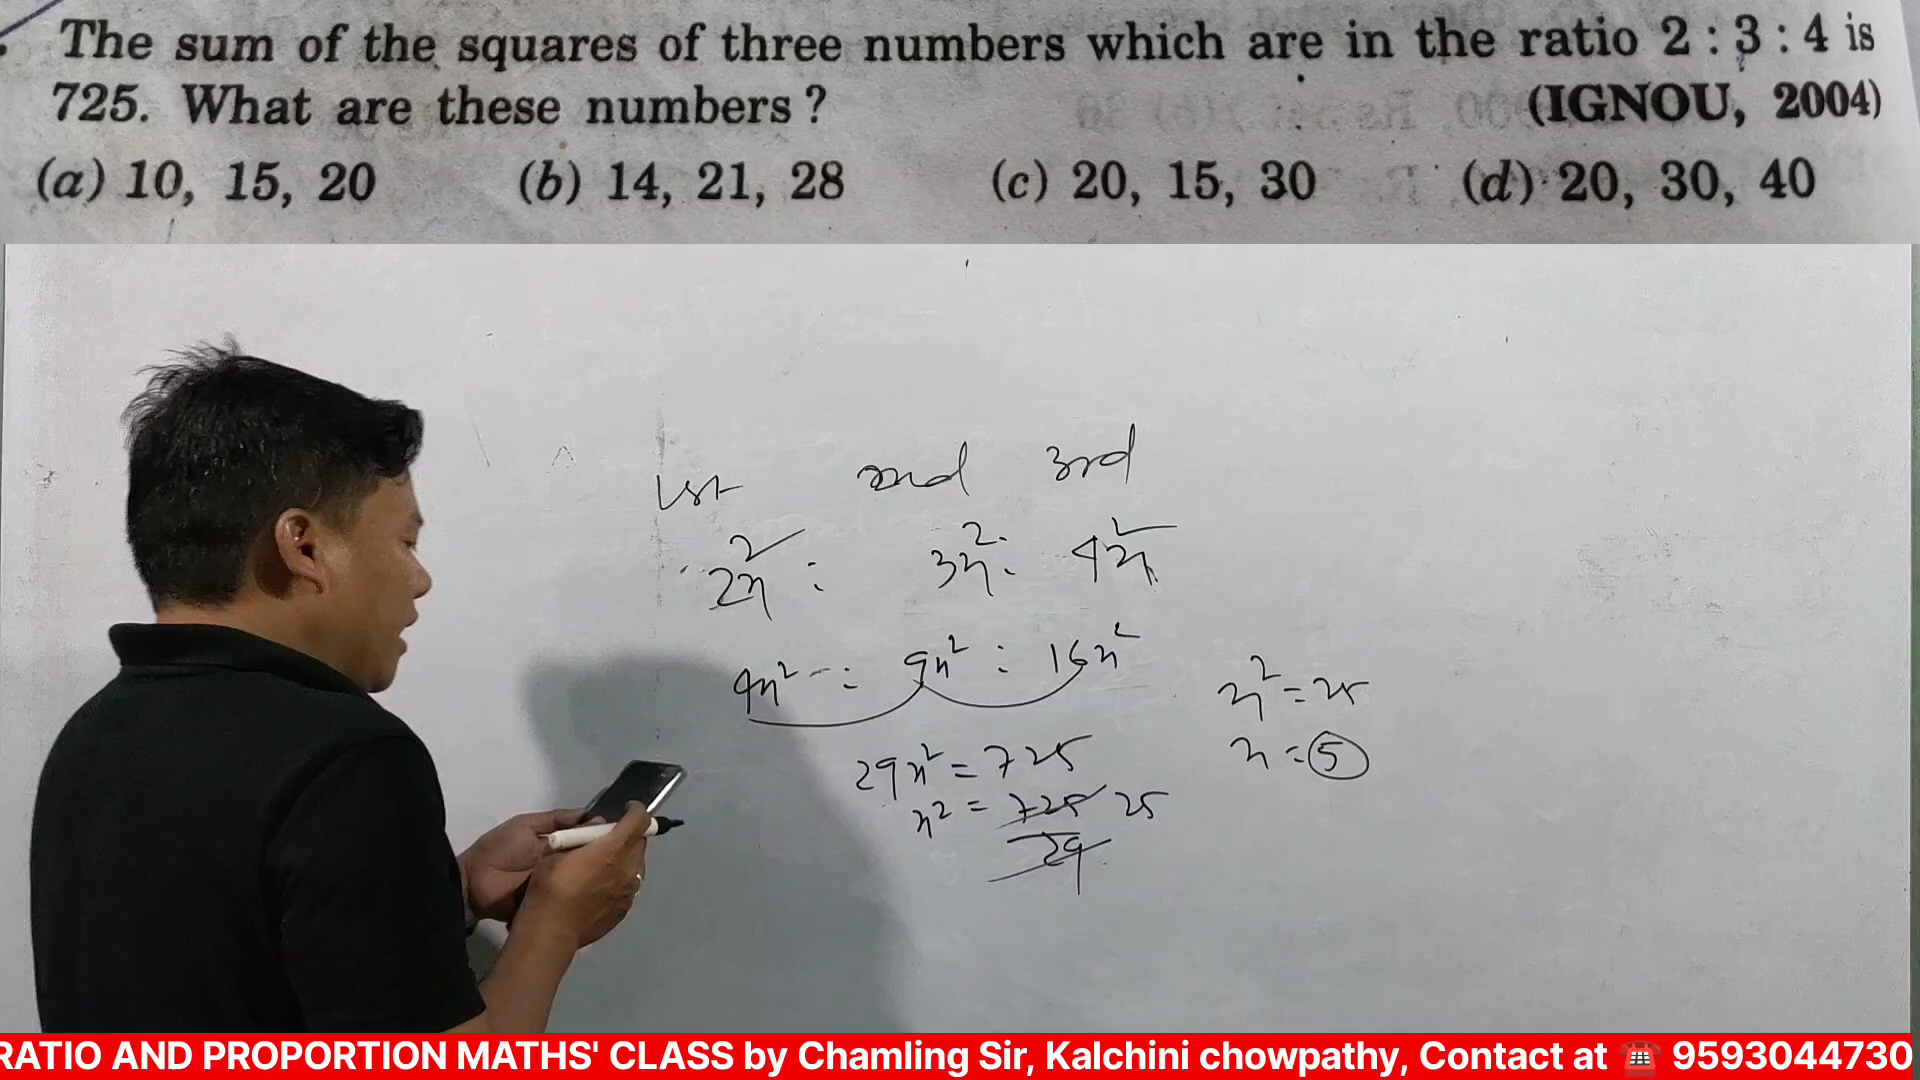 The sum of the squares of three numbers which are in the ratio 2 : 3 : 4 is
725. What are these numbers ? (IGNOU, 2004)
(a) 10, 15, 20 (b) 14, 21, 28 (c) 20, 15, 30 (d) 20, 30, 40
1st 2nd 3rd
2x² : 3x² : 4x²
4x² : 9x² : 16x²
x² = 25
29x² = 725
x = 5
x² = 725 25
29
RATIO AND PROPORTION MATHS' CLASS by Chamling Sir, Kalchini chowpathy, Contact at ☎️ 9593044730